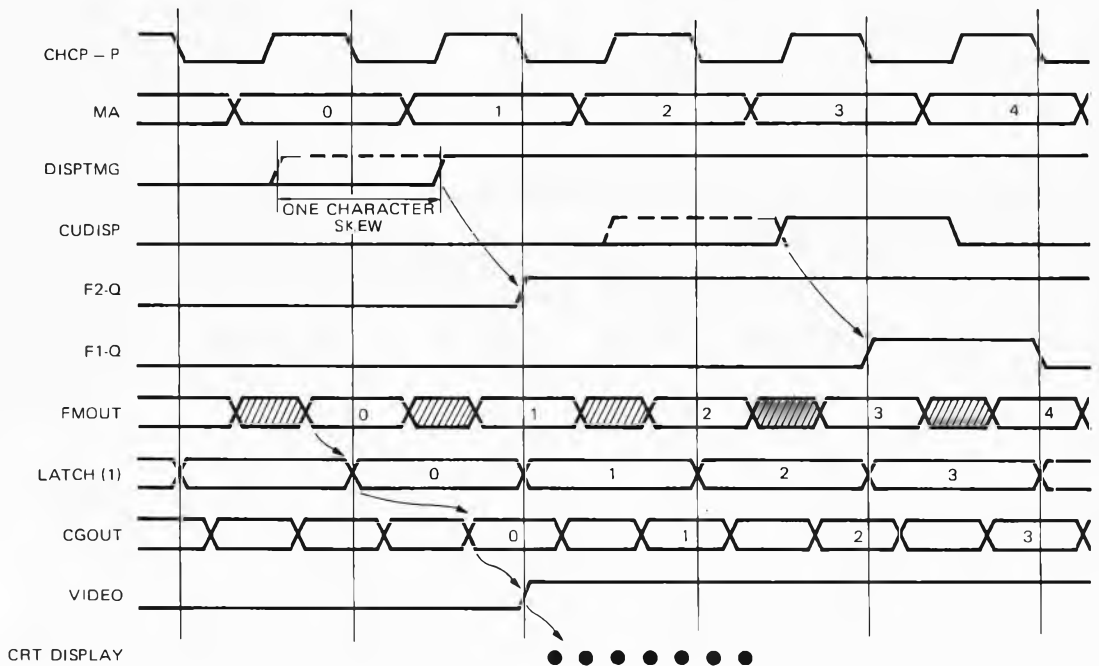 CHCP – P
MA 0 1 2 3 4
DISPTMG
ONE CHARACTER
SKEW
CUDISP
F2-Q
F1-Q
FMOUT 0 1 2 3 4
LATCH (1) 0 1 2 3
CGOUT 0 1 2 3
VIDEO
CRT DISPLAY